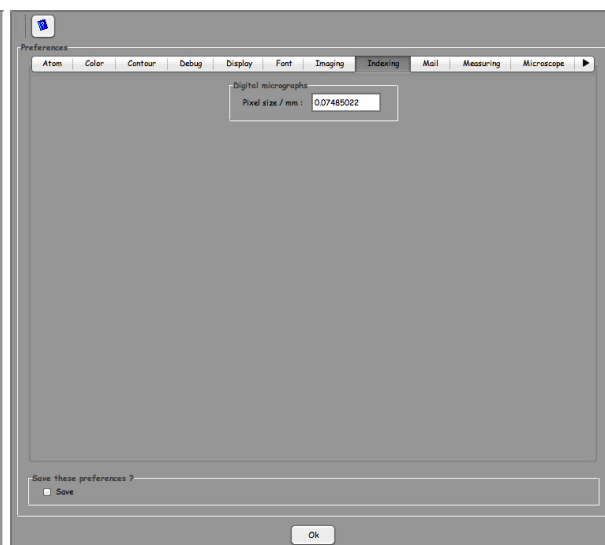 Preferences
Atom Color Contour Debug Display Font Imaging Indexing Mail Measuring Microscope
Digital micrographs
Pixel size / mm : 0.07485022
Save these preferences ?
Save
Ok